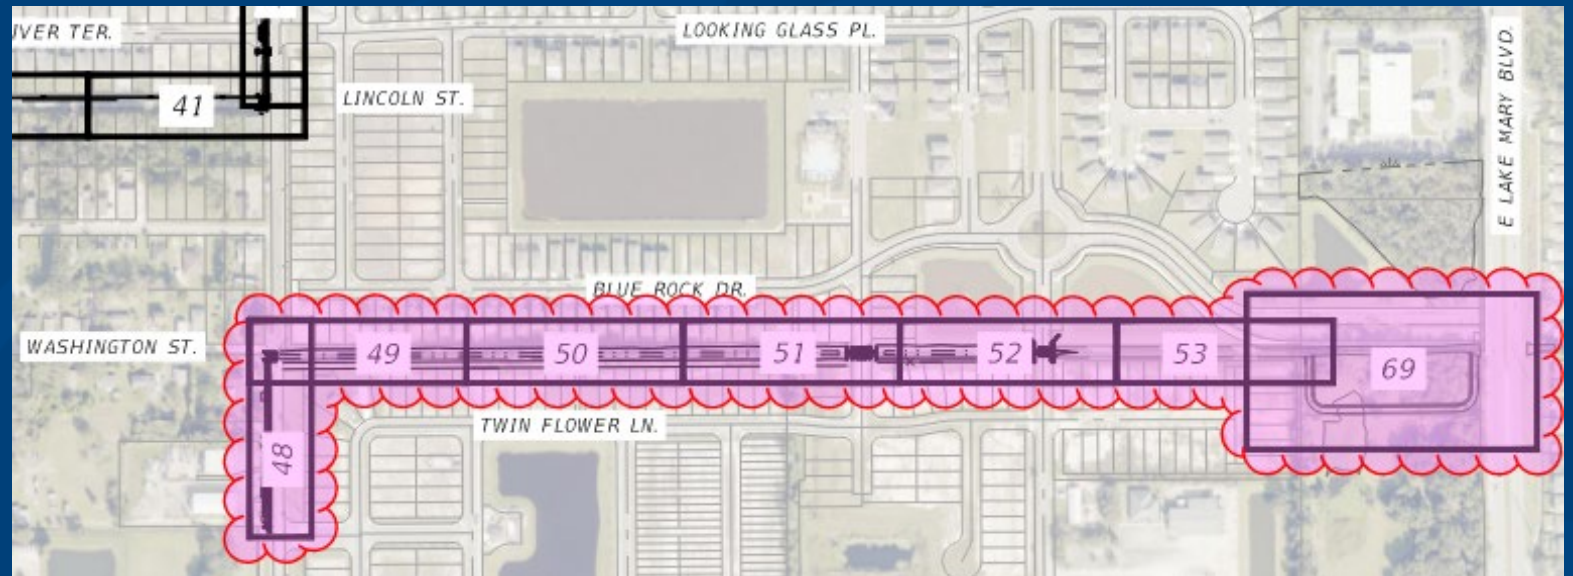 IVER TER.
LOOKING GLASS PL.
E LAKE MARY BLVD.
41
LINCOLN ST.
BLUE ROCK DR.
WASHINGTON ST.
49
50
51
52
53
69
TWIN FLOWER LN.
48